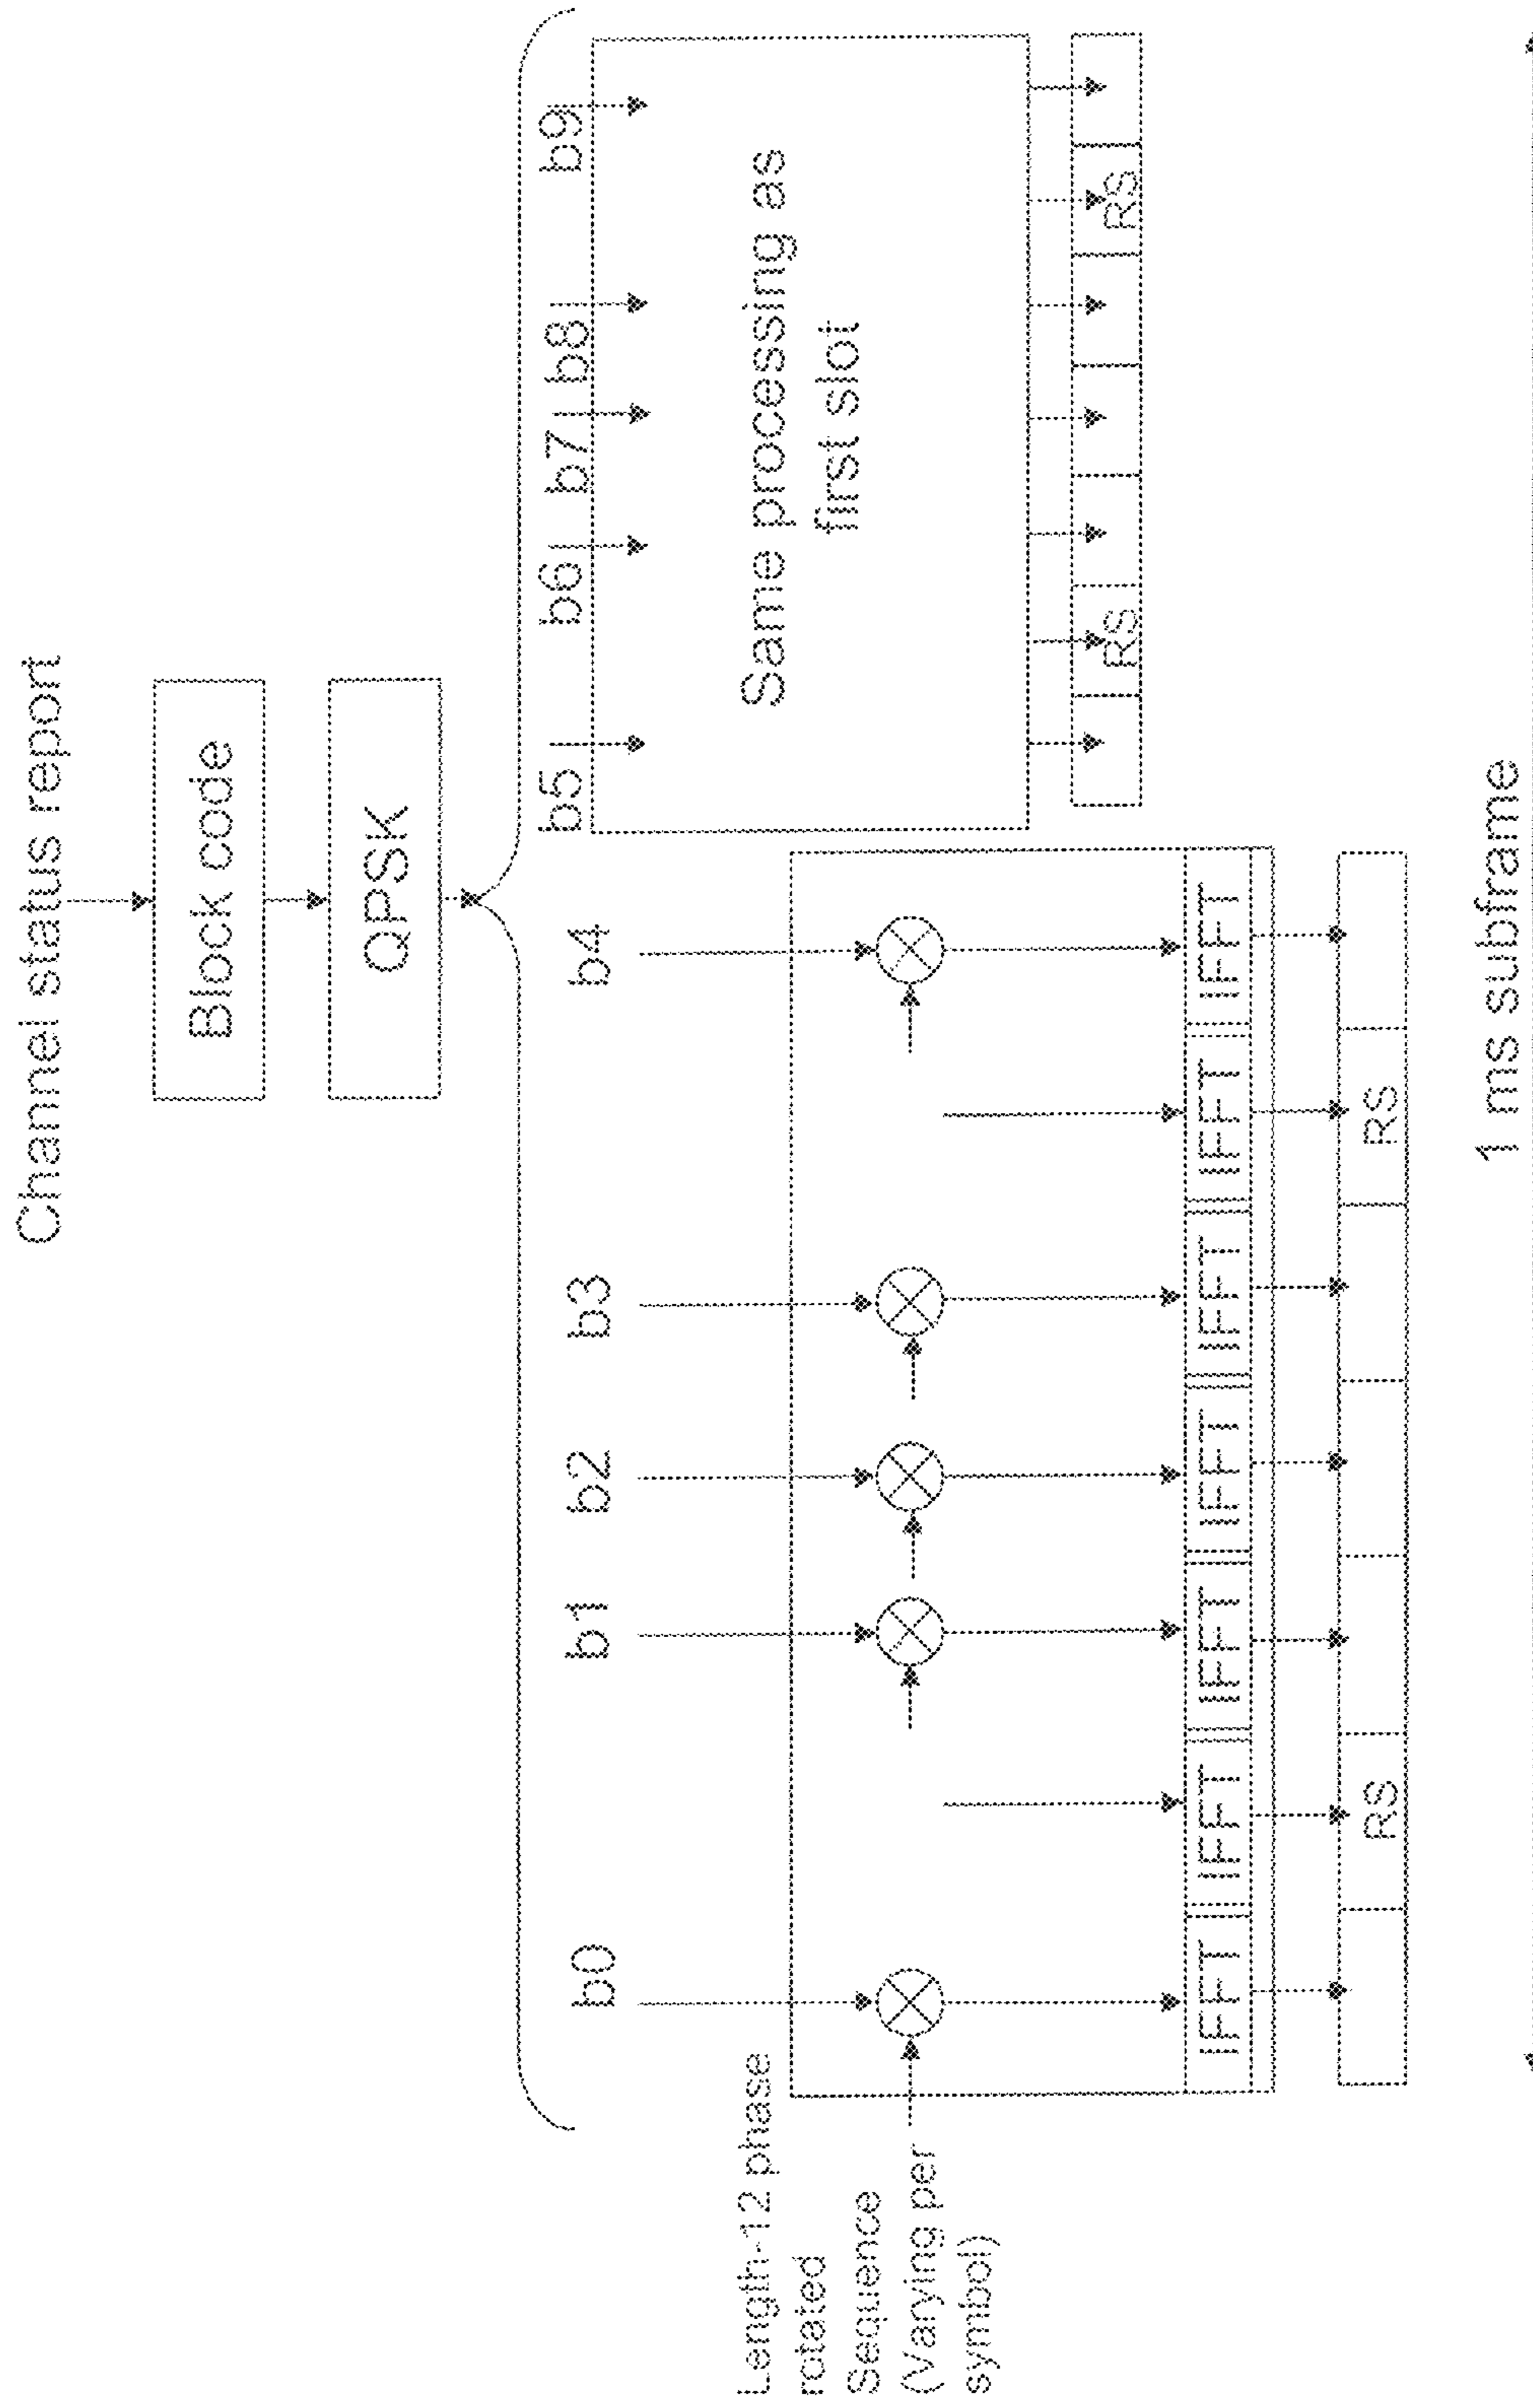 Channel status report
Block code
QPSK
b0
b1
b2
b3
b4
b5
b6
b7
b8
b9
Length-12 phase
rotated
Sequence
(Varying per
symbol)
Same processing as
first slot
IFFT
IFFT
IFFT
IFFT
IFFT
IFFT
IFFT
RS
RS
RS
RS
1 ms subframe